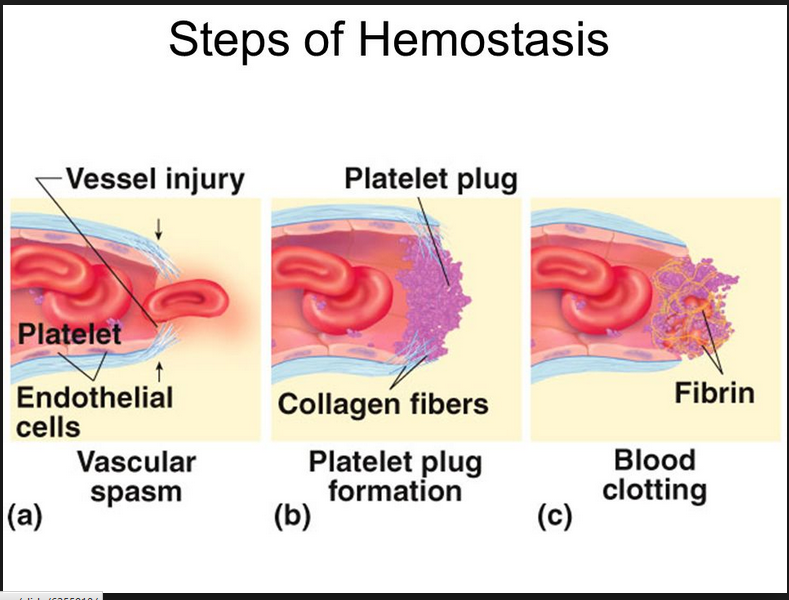 Steps of Hemostasis
Vessel injury
Platelet
Endothelial
cells
Vascular
spasm
(a)
Platelet plug
Collagen fibers
Platelet plug
formation
(b)
Fibrin
Blood
clotting
(c)